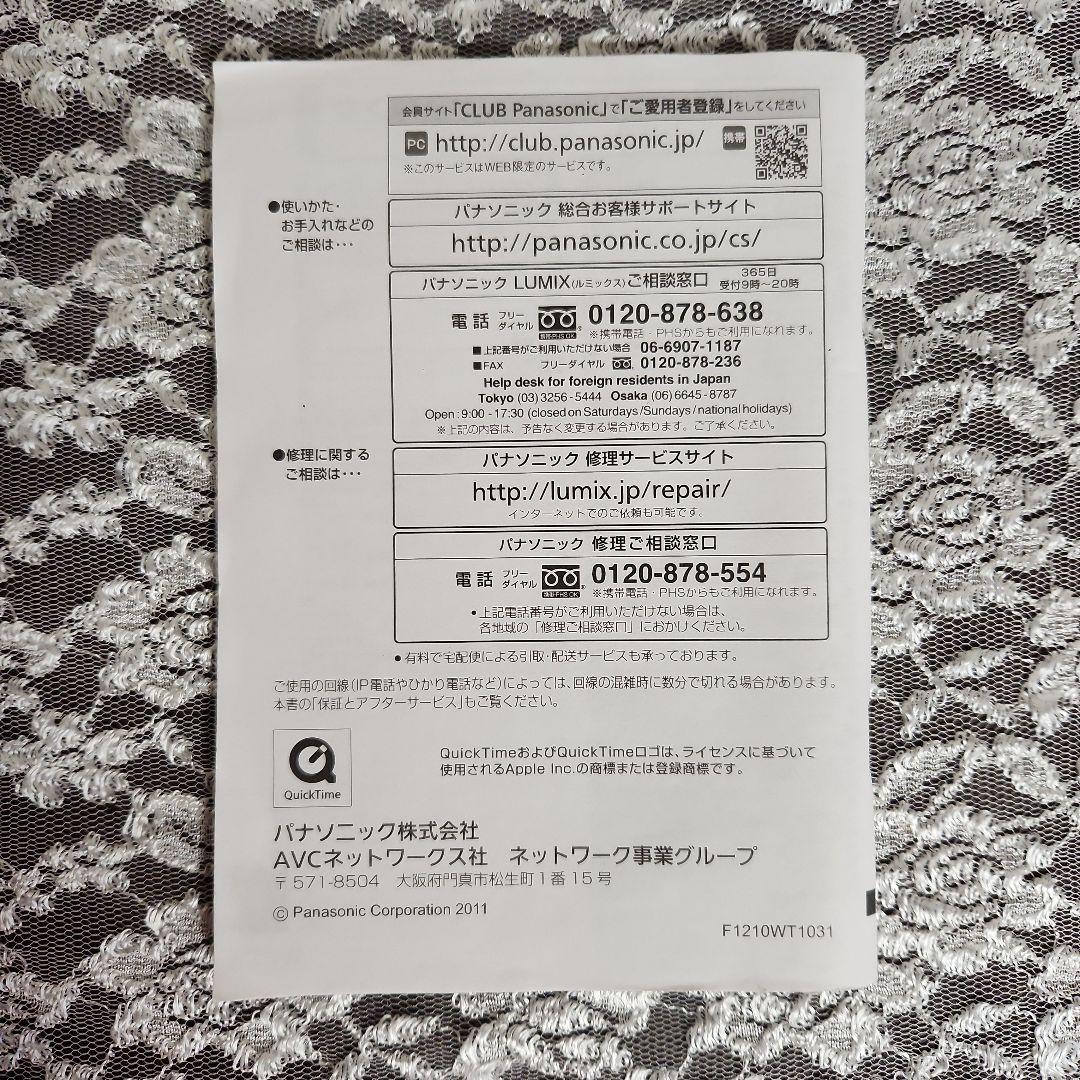 会員サイト「CLUB Panasonic」で「ご愛用者登録」をしてください
PC http://club.panasonic.jp/ 携帯
※このサービスはWEB限定のサービスです。
●使いかた・
お手入れなどの
ご相談は・・・
パナソニック 総合お客様サポートサイト
http://panasonic.co.jp/cs/
パナソニック LUMIX(ルミックス)ご相談窓口 365日
受付9時〜20時
電話 フリーダイヤル 携帯・PHS OK 0120-878-638
※携帯電話・PHSからもご利用になれます。
■上記番号がご利用いただけない場合 06-6907-1187
■FAX フリーダイヤル 0120-878-236
Help desk for foreign residents in Japan
Tokyo (03) 3256-5444 Osaka (06) 6645-8787
Open : 9:00 - 17:30 (closed on Saturdays /Sundays / national holidays)
※上記の内容は、予告なく変更する場合があります。ご了承ください。
●修理に関する
ご相談は・・・
パナソニック 修理サービスサイト
http://lumix.jp/repair/
インターネットでのご依頼も可能です。
パナソニック 修理ご相談窓口
電話 フリーダイヤル 携帯・PHS OK 0120-878-554
※携帯電話・PHSからもご利用になれます。
•上記電話番号がご利用いただけない場合は、
各地域の「修理ご相談窓口」におかけください。
•有料で宅配便による引取・配送サービスも承っております。
ご使用の回線(IP電話やひかり電話など)によっては、回線の混雑時に数分で切れる場合があります。
本書の「保証とアフターサービス」もご覧ください。
QuickTime
QuickTimeおよびQuickTimeロゴは、ライセンスに基づいて
使用されるApple Inc.の商標または登録商標です。
パナソニック株式会社
AVCネットワークス社 ネットワーク事業グループ
〒571-8504 大阪府門真市松生町1番15号
© Panasonic Corporation 2011
F1210WT1031